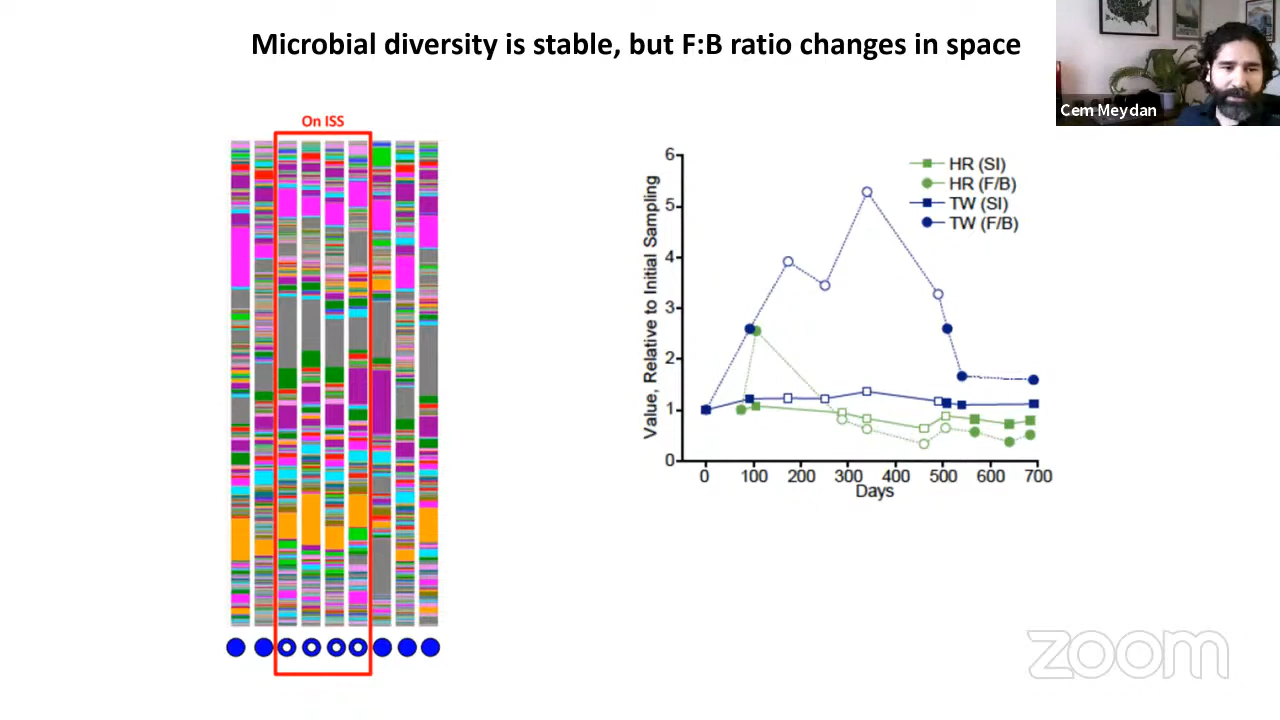 Microbial diversity is stable, but F:B ratio changes in space
Cem Meydan
On ISS
6
5
4
3
2
1
0
Value, Relative to Initial Sampling
HR (SI)
HR (F/B)
TW (SI)
TW (F/B)
0 100 200 300 400 500 600 700
Days
zoom